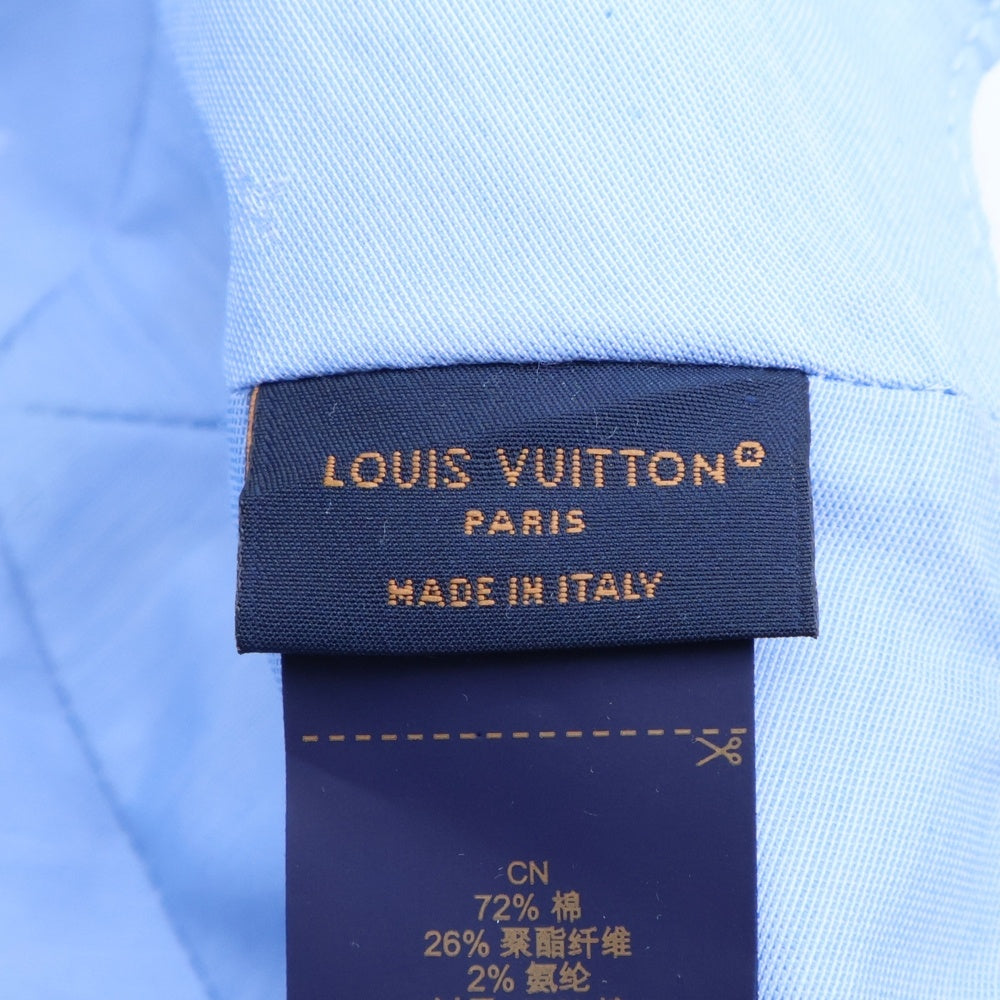 LOUIS VUITTON®
PARIS
MADE IN ITALY
CN
72% 棉
26% 聚酯纤维
2% 氨纶